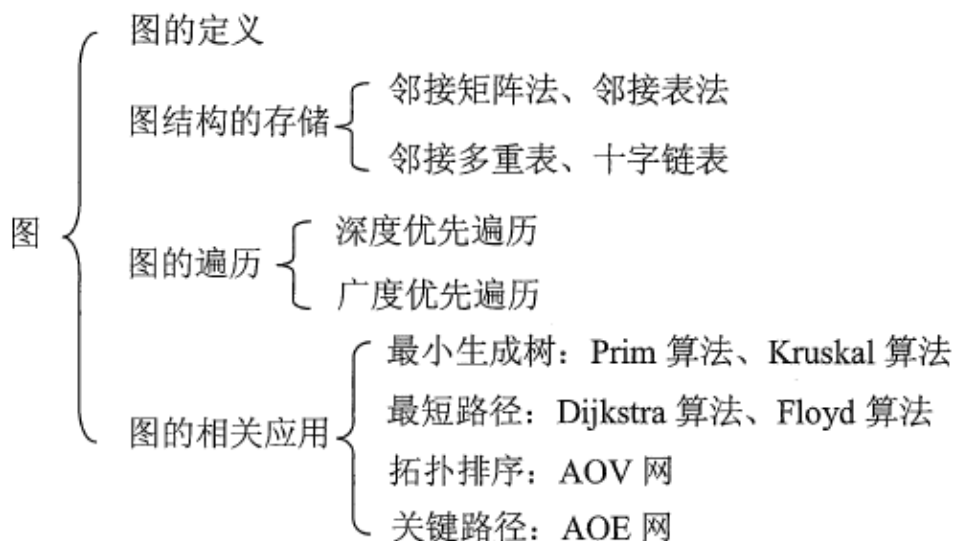 图
图的定义
图结构的存储
邻接矩阵法、邻接表法
邻接多重表、十字链表
图的遍历
深度优先遍历
广度优先遍历
图的相关应用
最小生成树：Prim 算法、Kruskal 算法
最短路径：Dijkstra 算法、Floyd 算法
拓扑排序：AOV 网
关键路径：AOE 网